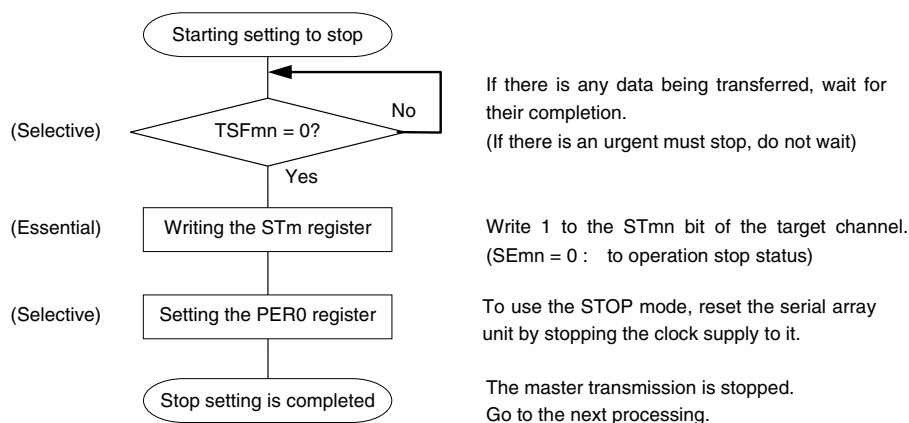 Starting setting to stop
No
If there is any data being transferred, wait for
their completion.
(If there is an urgent must stop, do not wait)
(Selective)
TSFmn = 0?
Yes
(Essential)
Writing the STm register
Write 1 to the STmn bit of the target channel.
(SEmn = 0 : to operation stop status)
(Selective)
Setting the PER0 register
To use the STOP mode, reset the serial array
unit by stopping the clock supply to it.
Stop setting is completed
The master transmission is stopped.
Go to the next processing.